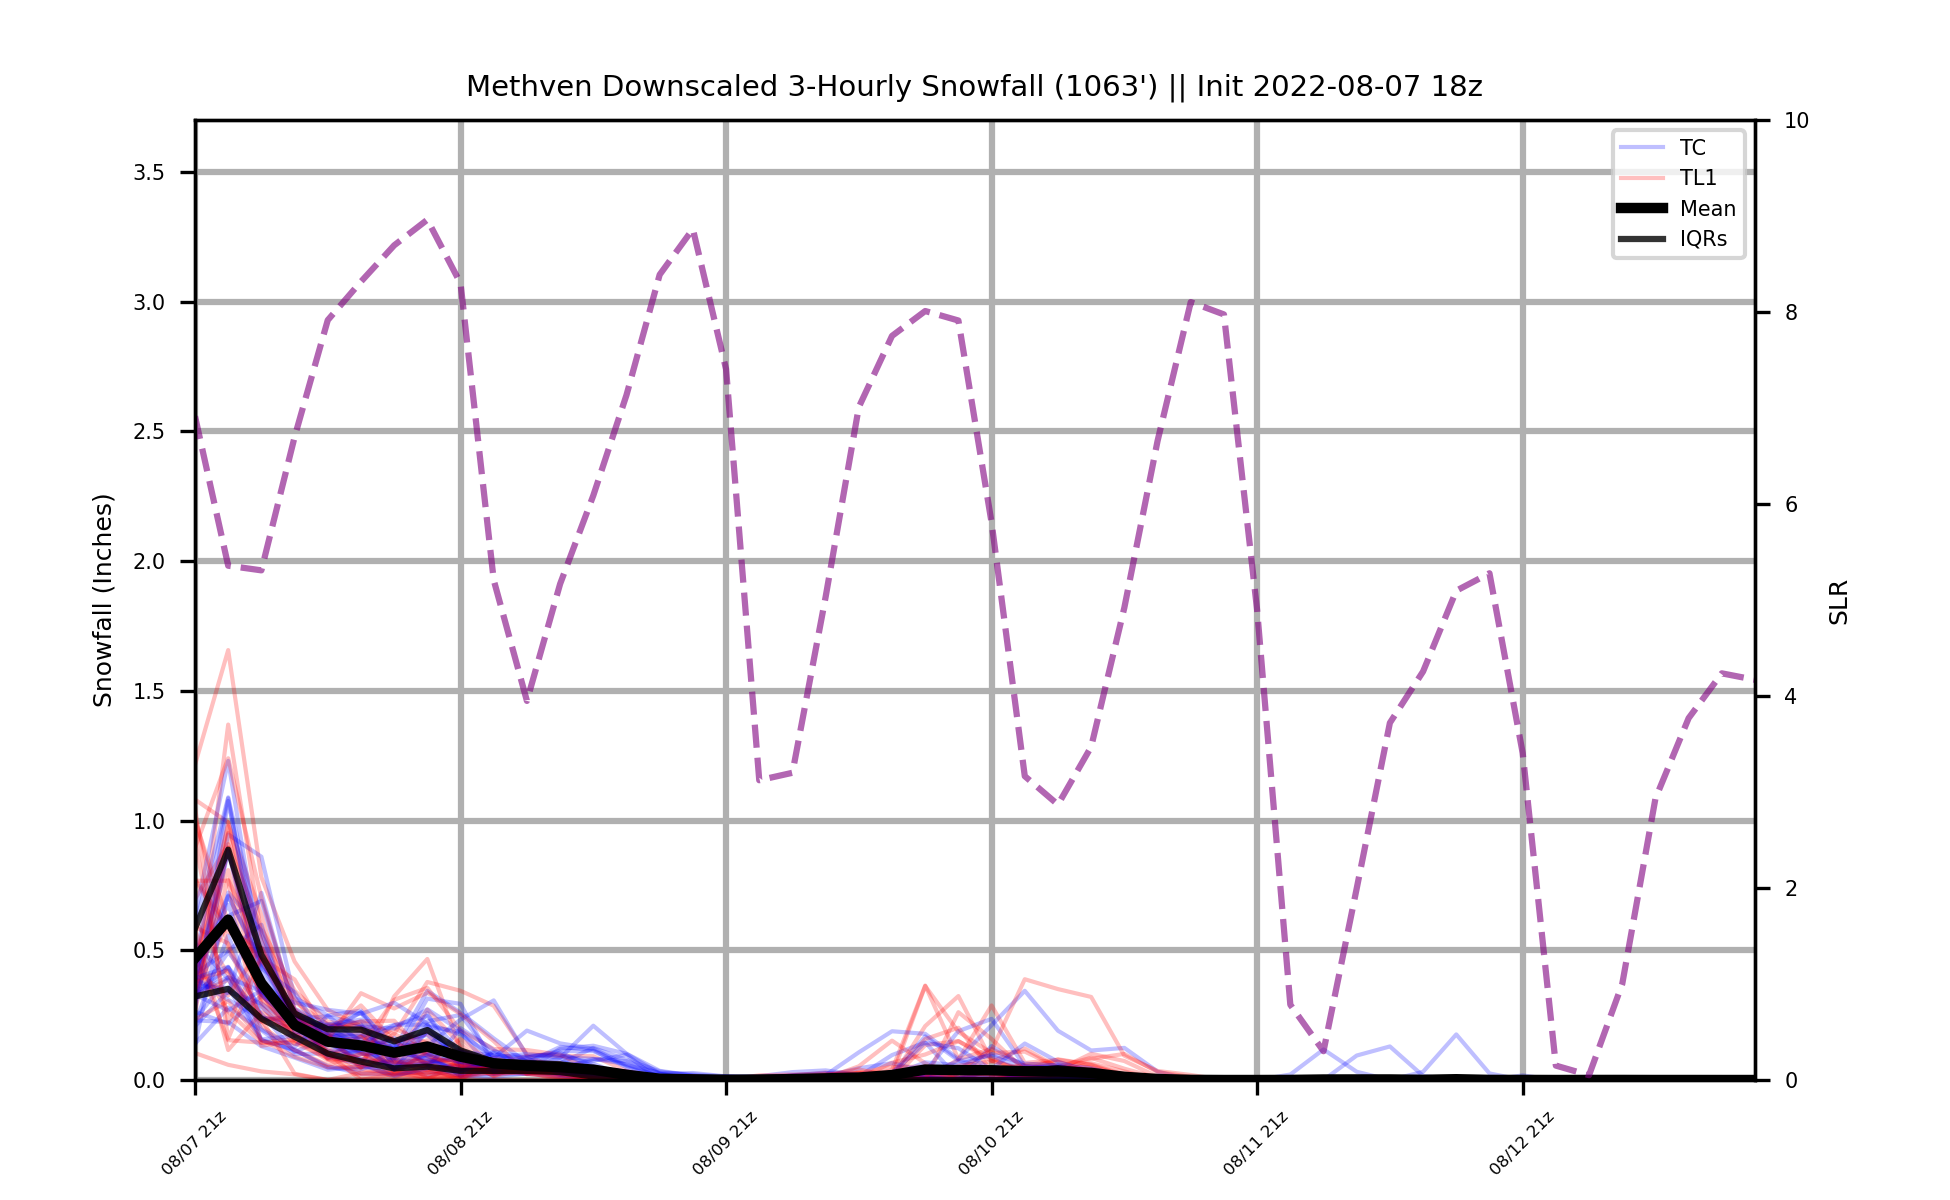 Methven Downscaled 3-Hourly Snowfall (1063') || Init 2022-08-07 18z
TC
TL1
Mean
IQRs
Snowfall (Inches)
3.5
3.0
2.5
2.0
1.5
1.0
0.5
0.0
10
8
6
4
2
0
SLR
08/07 21z
08/08 21z
08/09 21z
08/10 21z
08/11 21z
08/12 21z